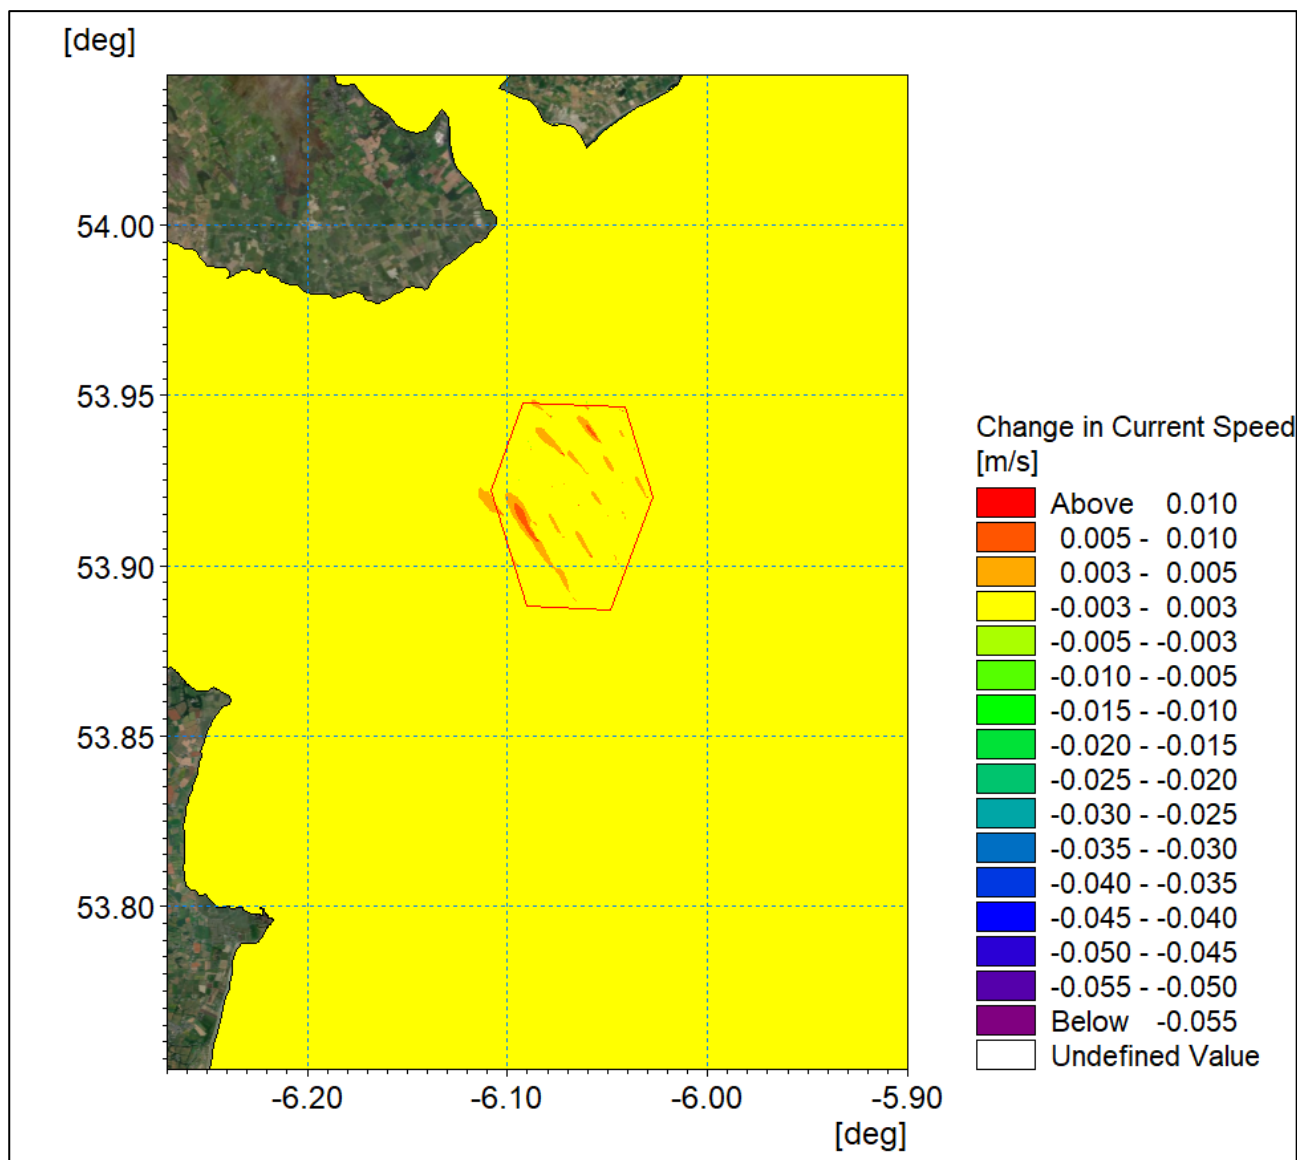 [deg]
54.00
53.95
53.90
53.85
53.80
-6.20
-6.10
-6.00
-5.90
[deg]
Change in Current Speed
[m/s]
Above 0.010
0.005 - 0.010
0.003 - 0.005
-0.003 - 0.003
-0.005 - -0.003
-0.010 - -0.005
-0.015 - -0.010
-0.020 - -0.015
-0.025 - -0.020
-0.030 - -0.025
-0.035 - -0.030
-0.040 - -0.035
-0.045 - -0.040
-0.050 - -0.045
-0.055 - -0.050
Below -0.055
Undefined Value